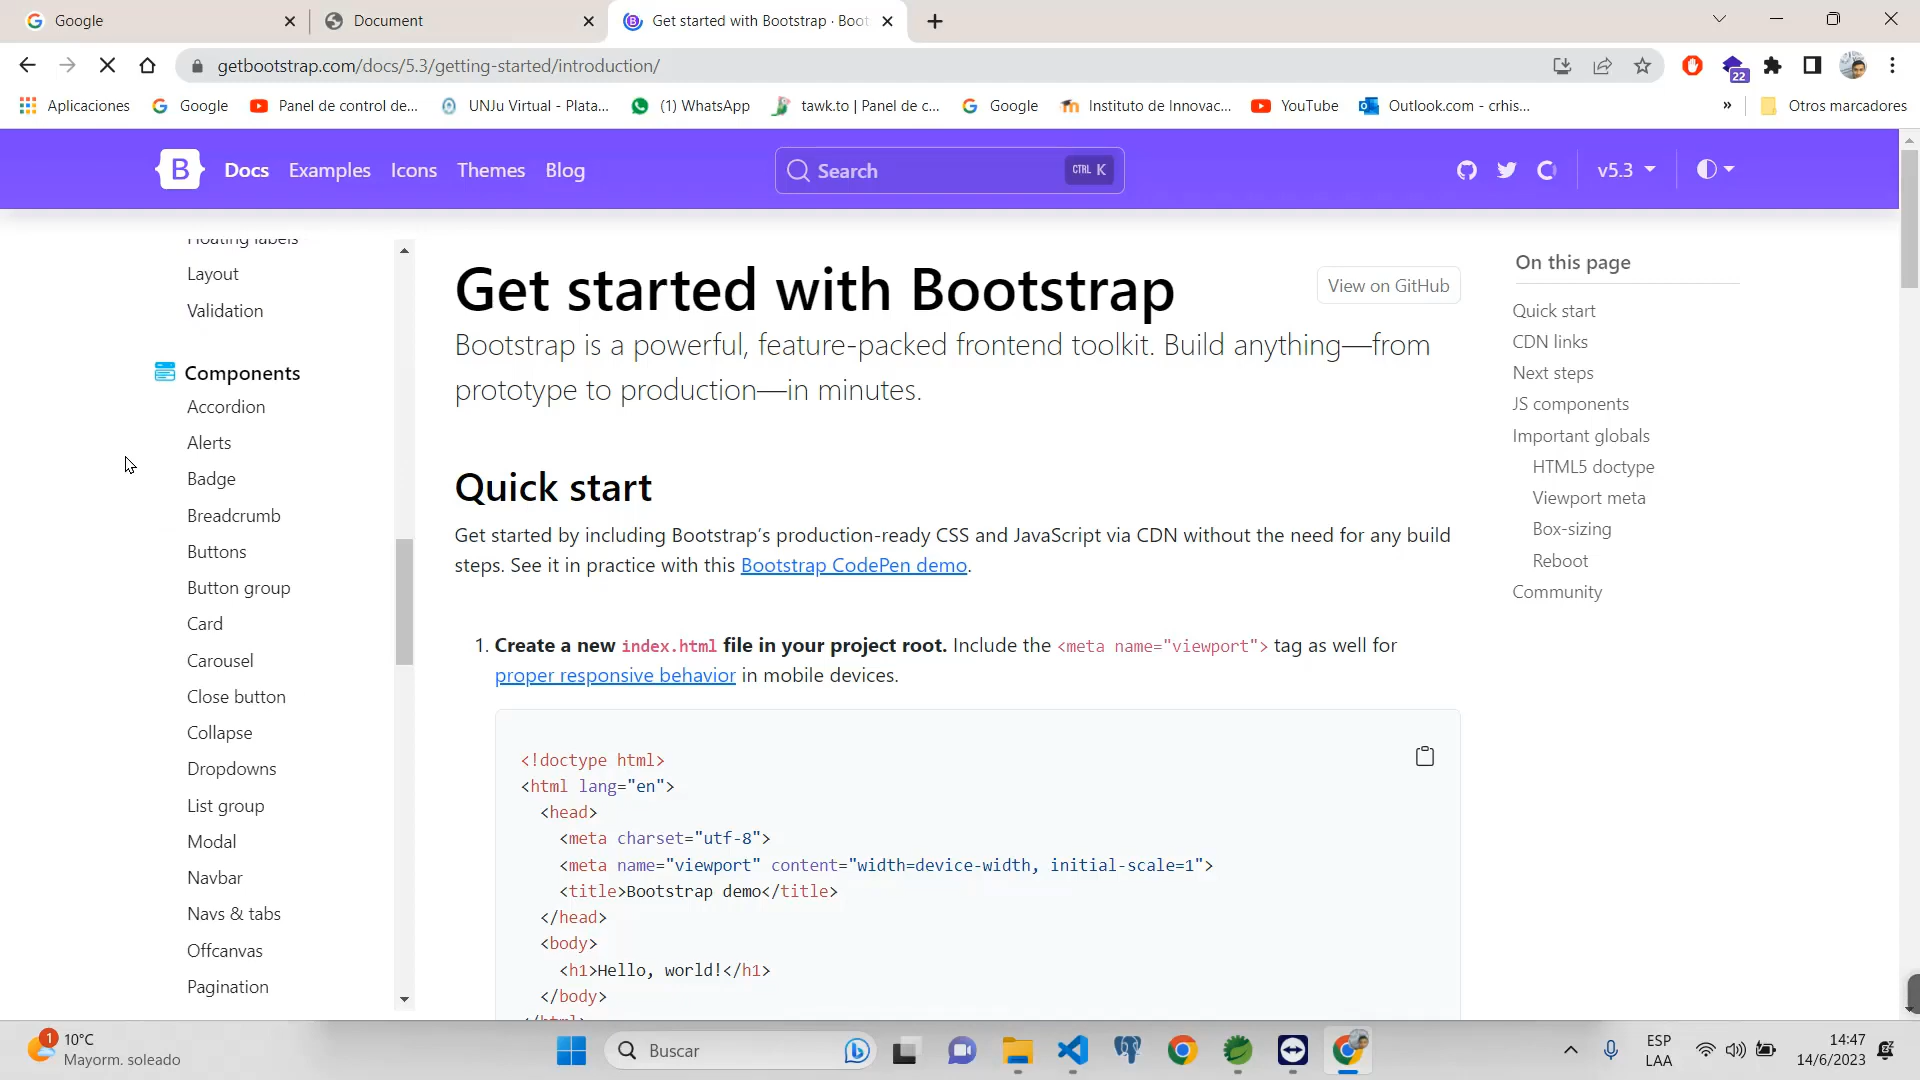 Google
Document
Get started with Bootstrap · Boot
getbootstrap.com/docs/5.3/getting-started/introduction/
22
Aplicaciones
Google
Panel de control de...
UNJu Virtual - Plata...
(1) WhatsApp
tawk.to | Panel de c...
Google
Instituto de Innovac...
YouTube
Outlook.com - crhis...
»
Otros marcadores
B
Docs
Examples
Icons
Themes
Blog
Search
CTRL K
v5.3
Floating labels
Layout
Validation
Components
Accordion
Alerts
Badge
Breadcrumb
Buttons
Button group
Card
Carousel
Close button
Collapse
Dropdowns
List group
Modal
Navbar
Navs & tabs
Offcanvas
Pagination
Get started with Bootstrap
View on GitHub
Bootstrap is a powerful, feature-packed frontend toolkit. Build anything—from
prototype to production—in minutes.
Quick start
Get started by including Bootstrap’s production-ready CSS and JavaScript via CDN without the need for any build
steps. See it in practice with this Bootstrap CodePen demo.
1. Create a new index.html file in your project root. Include the <meta name="viewport"> tag as well for
proper responsive behavior in mobile devices.
<!doctype html>
<html lang="en">
<head>
<meta charset="utf-8">
<meta name="viewport" content="width=device-width, initial-scale=1">
<title>Bootstrap demo</title>
</head>
<body>
<h1>Hello, world!</h1>
</body>
</html>
On this page
Quick start
CDN links
Next steps
JS components
Important globals
HTML5 doctype
Viewport meta
Box-sizing
Reboot
Community
1
10°C
Mayorm. soleado
Buscar
ESP
LAA
14:47
14/6/2023